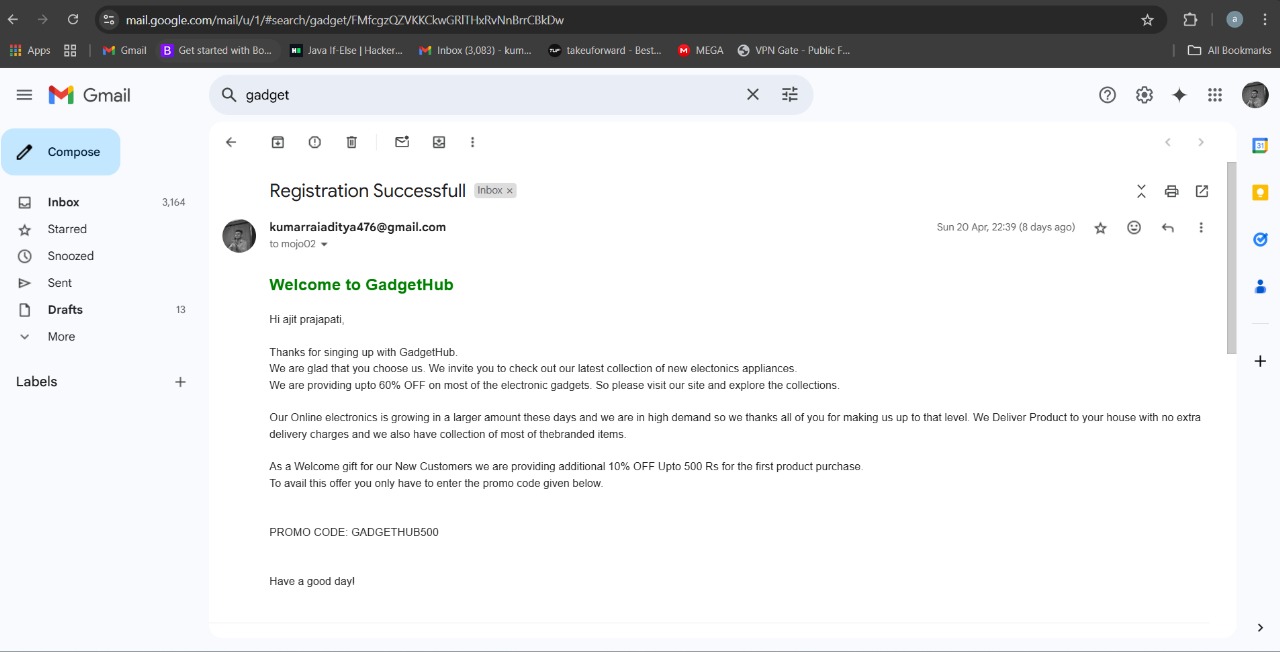 mail.google.com/mail/u/1/#search/gadget/FMfcgzQZVKKCkwGRlTHxRvNnBrrCBkDw
a
Apps
Gmail
B Get started with Bo...
Java If-Else | Hacker...
Inbox (3,083) - kum...
TUF takeuforward - Best...
M MEGA
VPN Gate - Public F...
All Bookmarks
Gmail
gadget
Compose
Inbox 3,164
Starred
Snoozed
Sent
Drafts 13
More
Labels
31
Registration Successfull Inbox ×
kumarraiaditya476@gmail.com Sun 20 Apr, 22:39 (8 days ago)
to mojo02
Welcome to GadgetHub
Hi ajit prajapati,
Thanks for singing up with GadgetHub.
We are glad that you choose us. We invite you to check out our latest collection of new electonics appliances.
We are providing upto 60% OFF on most of the electronic gadgets. So please visit our site and explore the collections.
Our Online electronics is growing in a larger amount these days and we are in high demand so we thanks all of you for making us up to that level. We Deliver Product to your house with no extra
delivery charges and we also have collection of most of thebranded items.
As a Welcome gift for our New Customers we are providing additional 10% OFF Upto 500 Rs for the first product purchase.
To avail this offer you only have to enter the promo code given below.
PROMO CODE: GADGETHUB500
Have a good day!